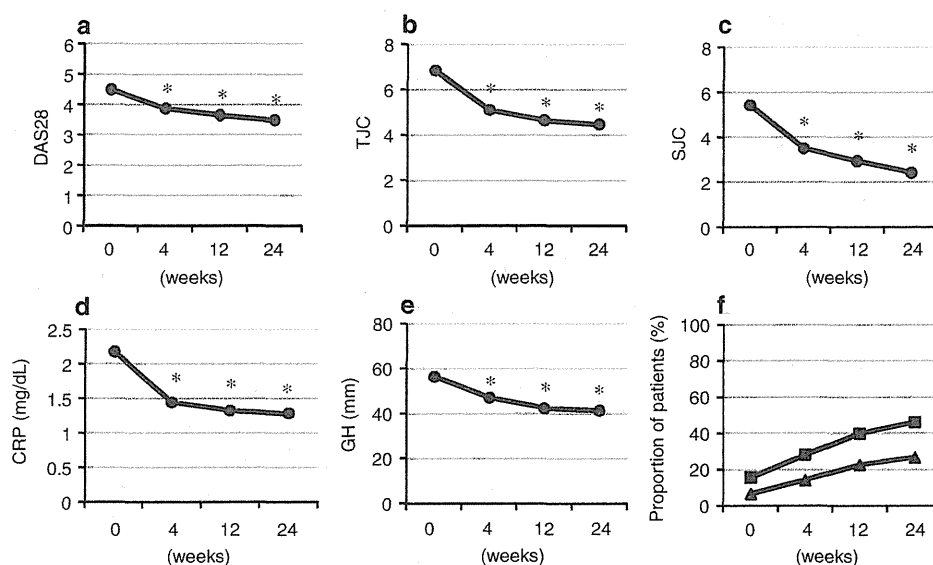 a
6
5
4
3
2
1
0
DAS28
* * *
0 4 12 24
(weeks)
b
8
6
4
2
0
TJC
* * *
0 4 12 24
(weeks)
c
8
6
4
2
0
SJC
* * *
0 4 12 24
(weeks)
d
2.5
2
1.5
1
0.5
0
CRP (mg/dL)
* * *
0 4 12 24
(weeks)
e
80
60
40
20
0
GH (mm)
* * *
0 4 12 24
(weeks)
f
100
80
60
40
20
0
Proportion of patients (%)
0 4 12 24
(weeks)